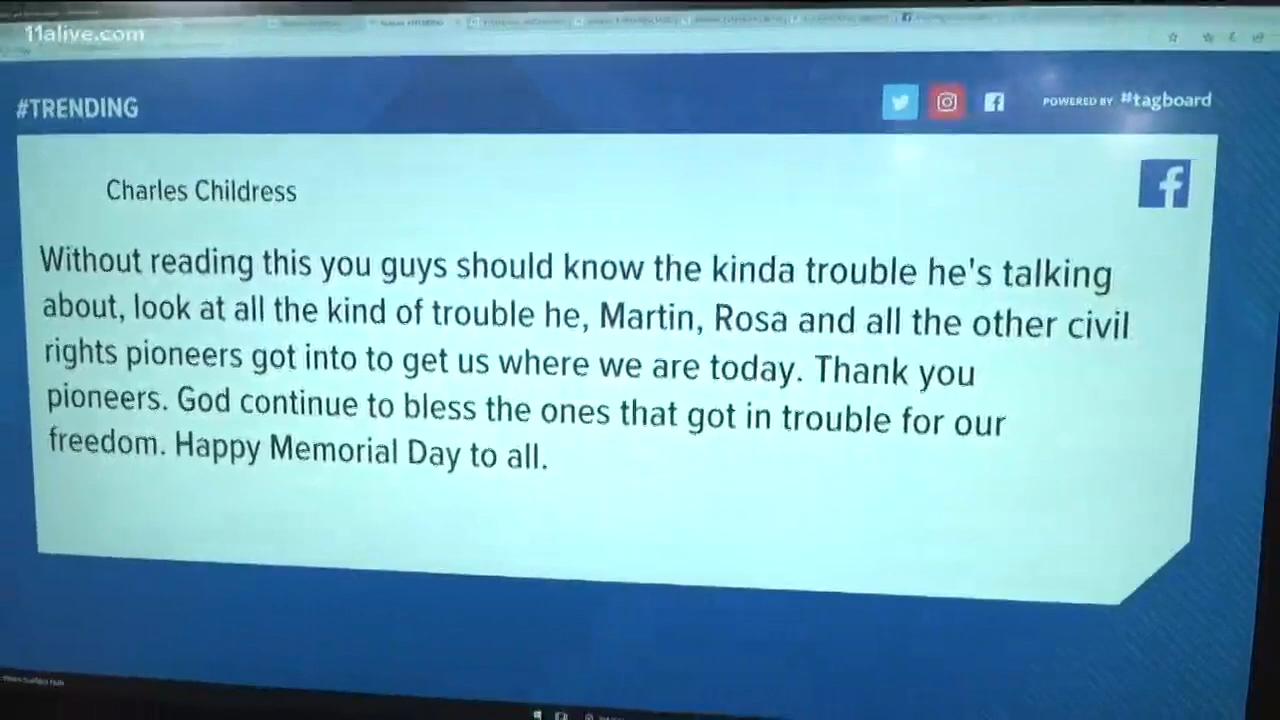 11alive.com
#TRENDING
POWERED BY #tagboard
Charles Childress
Without reading this you guys should know the kinda trouble he's talking
about, look at all the kind of trouble he, Martin, Rosa and all the other civil
rights pioneers got into to get us where we are today. Thank you
pioneers. God continue to bless the ones that got in trouble for our
freedom. Happy Memorial Day to all.